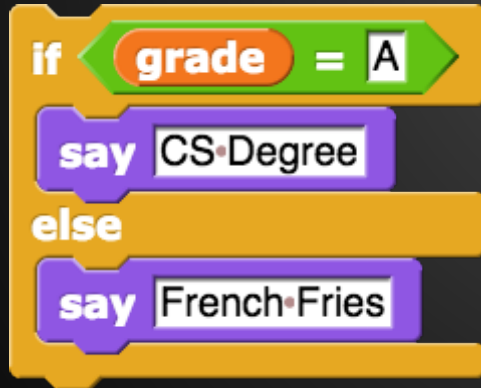 if grade = A
say CS•Degree
else
say French•Fries